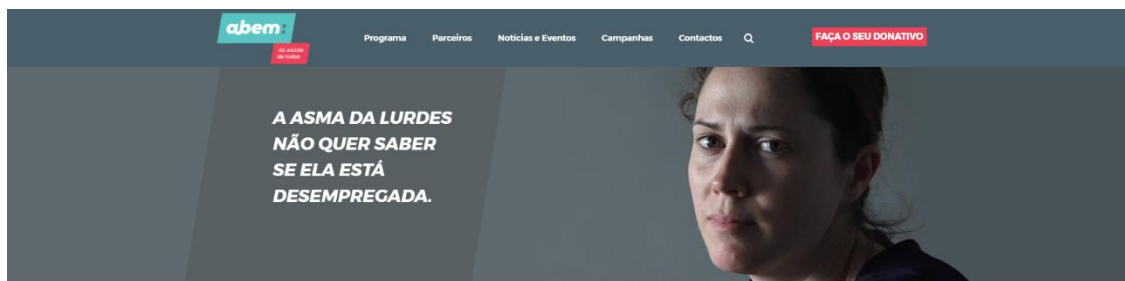 abem:
da saúde
de todos
Programa Parceiros Notícias e Eventos Campanhas Contactos FAÇA O SEU DONATIVO
A ASMA DA LURDES
NÃO QUER SABER
SE ELA ESTÁ
DESEMPREGADA.